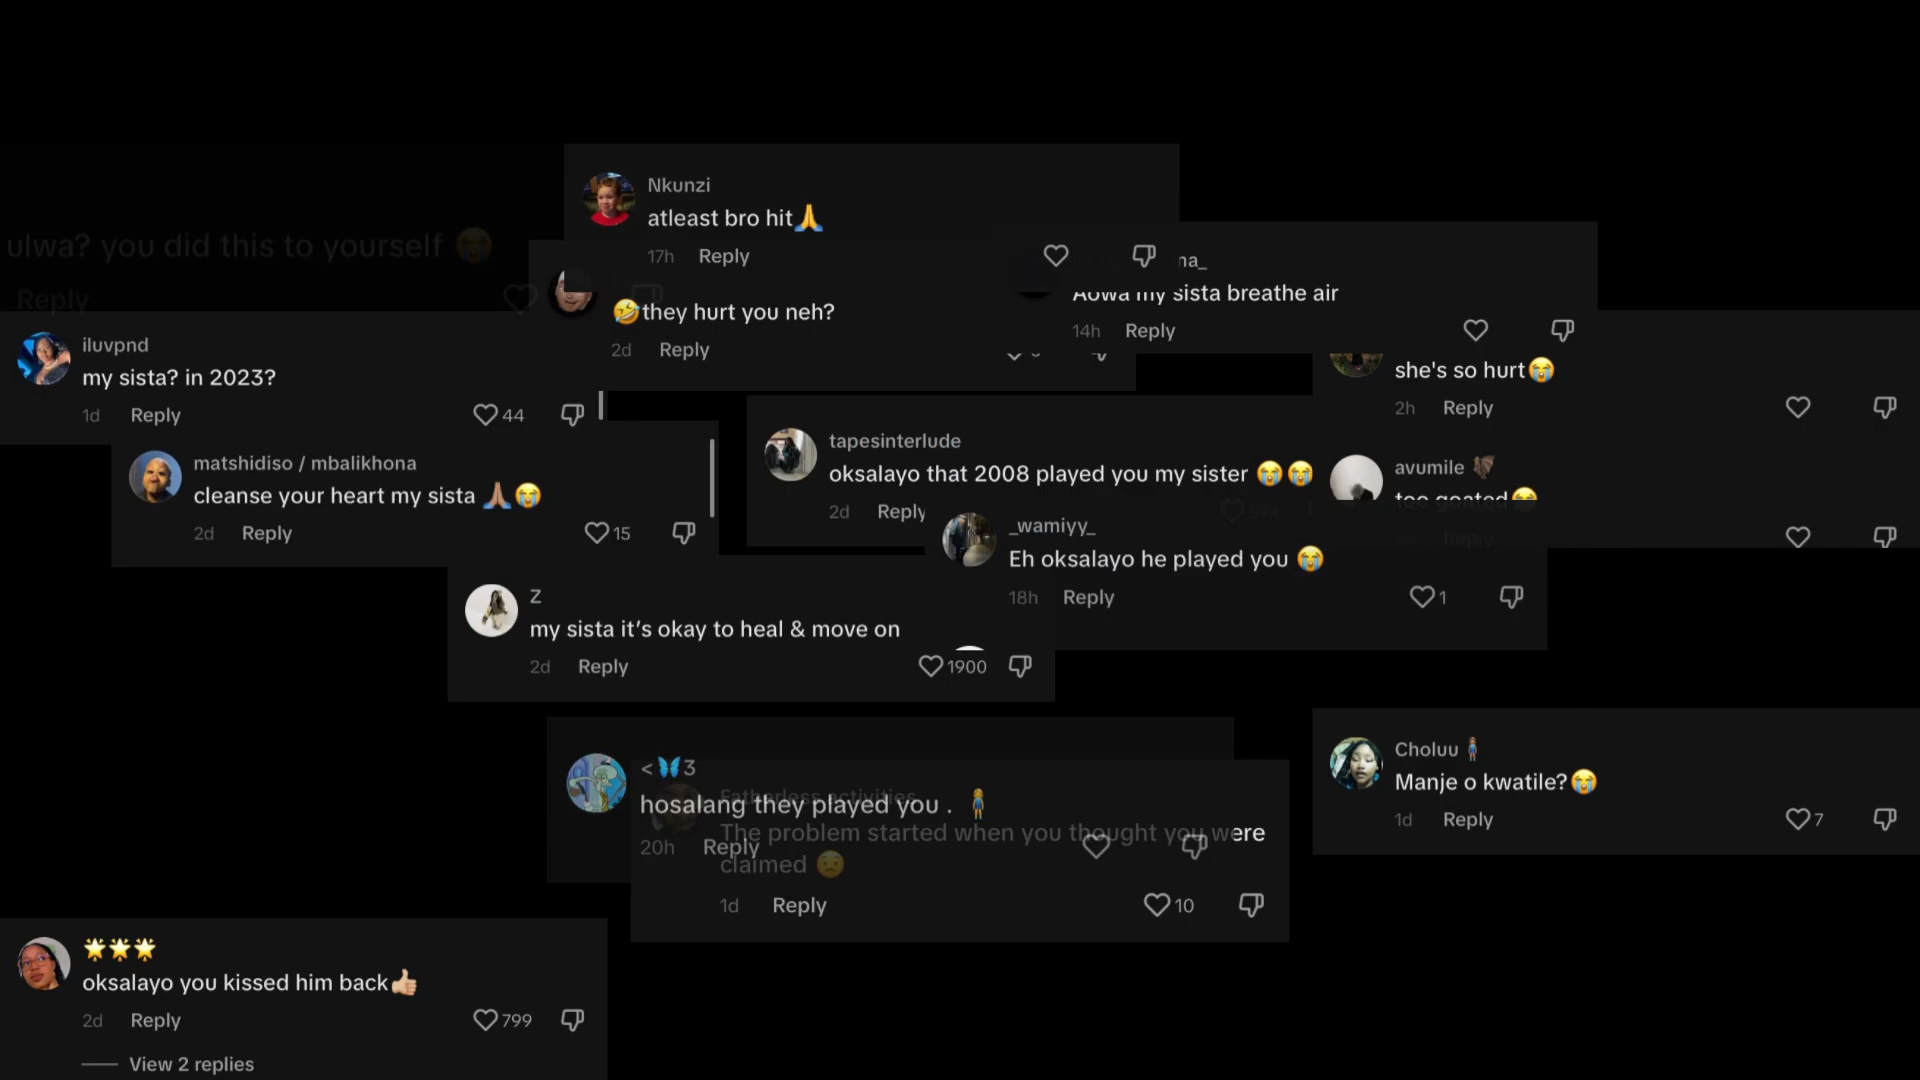 Nkunzi
atleast bro hit🙏
17h Reply
ulwa? you did this to yourself 😭
Reply
na_
Aowa my sista breathe air
14h Reply
🤣they hurt you neh?
2d Reply
iluvpnd
my sista? in 2023?
1d Reply 44
she's so hurt😭
2h Reply
matshidiso / mbalikhona
cleanse your heart my sista 🙏🏽😭
2d Reply 15
tapesinterlude
oksalayo that 2008 played you my sister 😭😭
2d Reply
avumile 🦇
too goated😭
Reply
_wamiyy_
Eh oksalayo he played you 😭
18h Reply 1
Z
my sista it’s okay to heal & move on
2d Reply 1900
<🦋3
hosalang they played you . 🧍
20h Reply
Fatherless activities
The problem started when you thought you were
claimed 😟
1d Reply 10
Choluu🧍🏾‍♀️
Manje o kwatile?😭
1d Reply 7
🌟🌟🌟
oksalayo you kissed him back👍🏼
2d Reply 799
View 2 replies